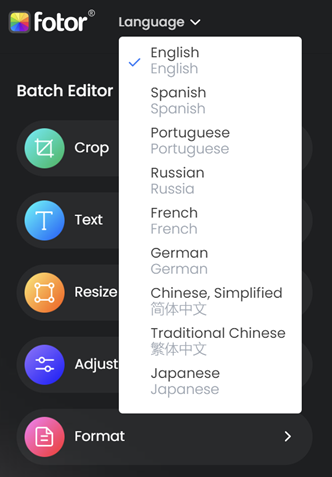 fotor®
Language
English
English
Batch Editor
Spanish
Spanish
Crop
Portuguese
Portuguese
Russian
Russia
Text
French
French
German
German
Resize
Chinese, Simplified
简体中文
Traditional Chinese
繁体中文
Adjust
Japanese
Japanese
Format